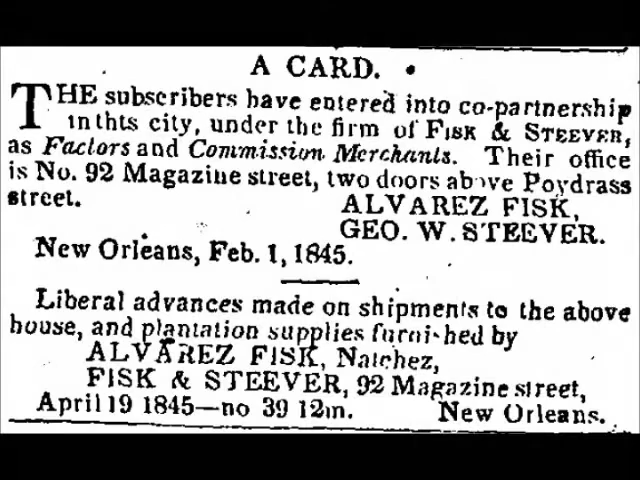 A CARD.
THE subscribers have entered into co-partnership
in this city, under the firm of FISK & STEEVER,
as Factors and Commission Merchants. Their office
is No. 92 Magazine street, two doors above Poydrass
street. ALVAREZ FISK,
GEO. W. STEEVER.
New Orleans, Feb. 1, 1845.
Liberal advances made on shipments to the above
house, and plantation supplies furnished by
ALVAREZ FISK, Natchez,
FISK & STEEVER, 92 Magazine street,
April 19 1845—no 39 12m. New Orleans.